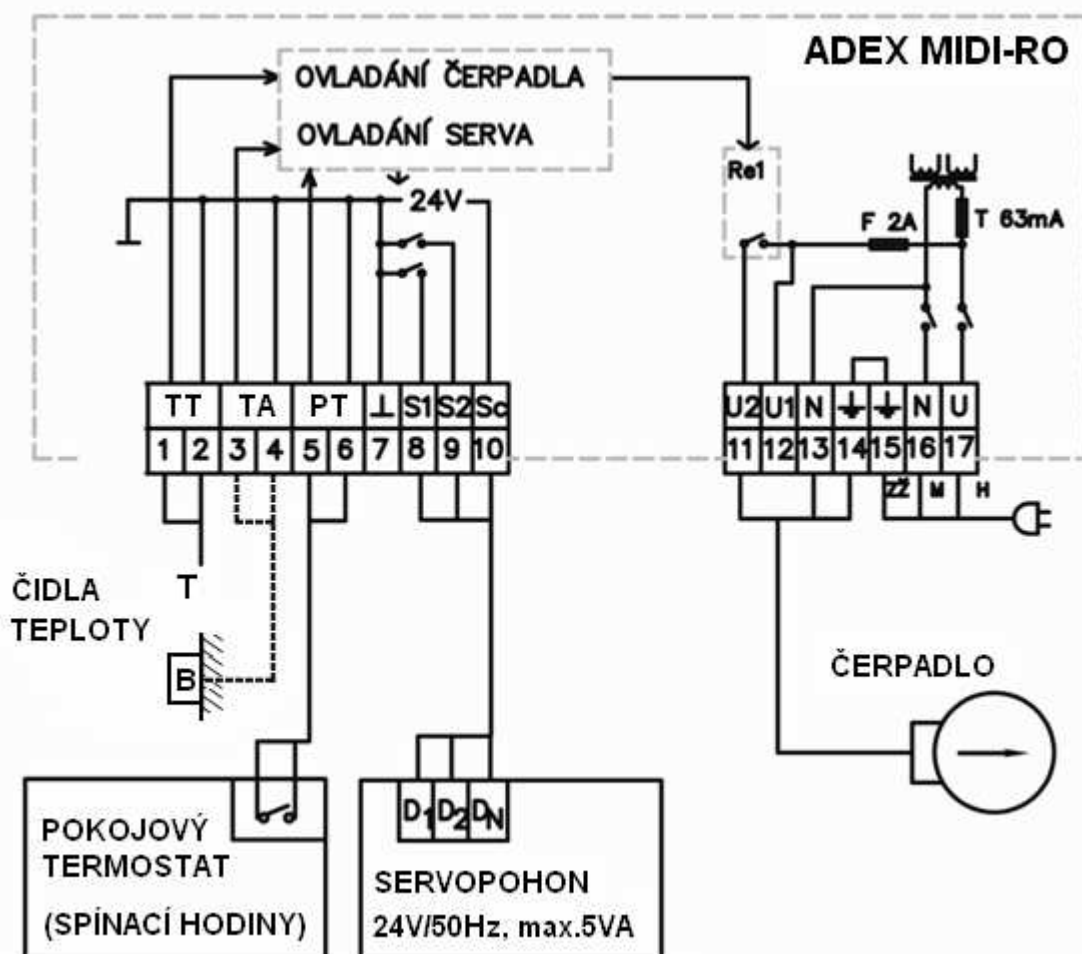 ADEX MIDI-RO
OVLADÁNÍ ČERPADLA
OVLADÁNÍ SERVA
24V
Re1
F 2A
T 63mA
TT TA PT ⊥ S1 S2 Sc
1 2 3 4 5 6 7 8 9 10
U2 U1 N ⏚ ⏚ N U
11 12 13 14 15 16 17
ZŽ M H
ČIDLA
TEPLOTY
T
B
ČERPADLO
POKOJOVÝ
TERMOSTAT
(SPÍNACÍ HODINY)
D1 D2 DN
SERVOPOHON
24V/50Hz, max.5VA